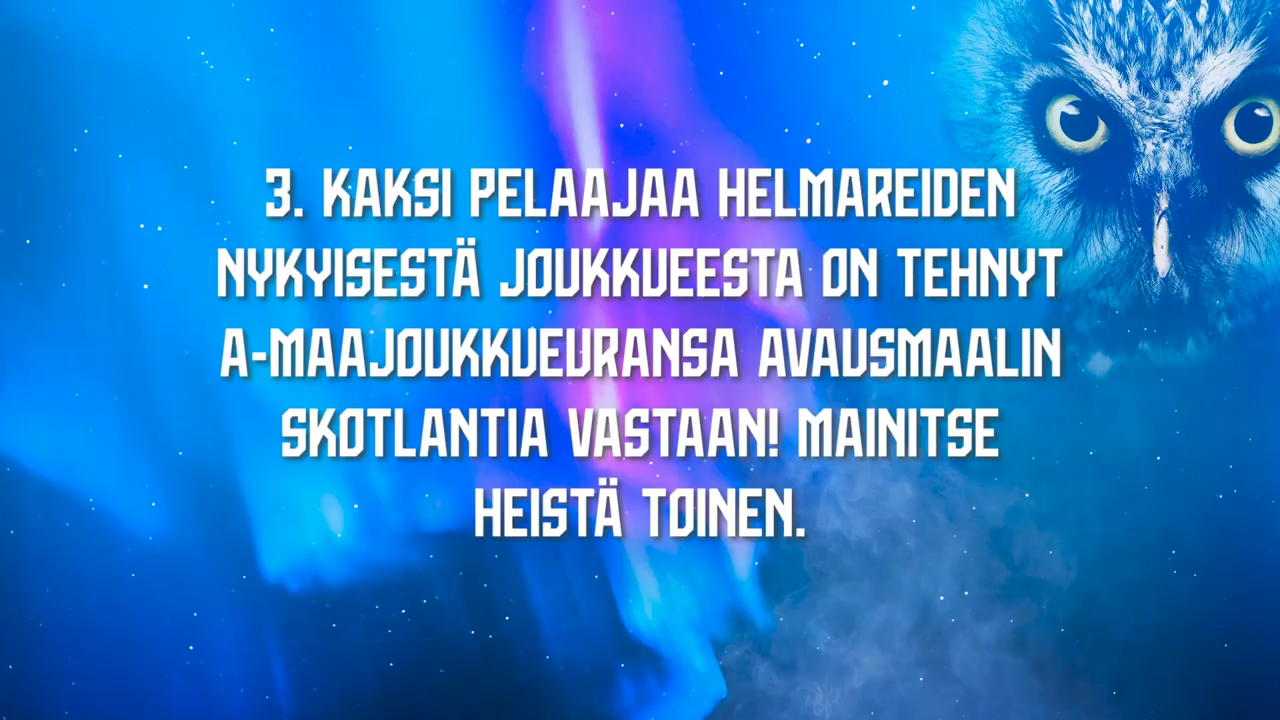 3. KAKSI PELAAJAA HELMAREIDEN
NYKYISESTÄ JOUKKUEESTA ON TEHNYT
A-MAAJOUKKUEURANSA AVAUSMAALIN
SKOTLANTIA VASTAAN! MAINITSE
HEISTÄ TOINEN.